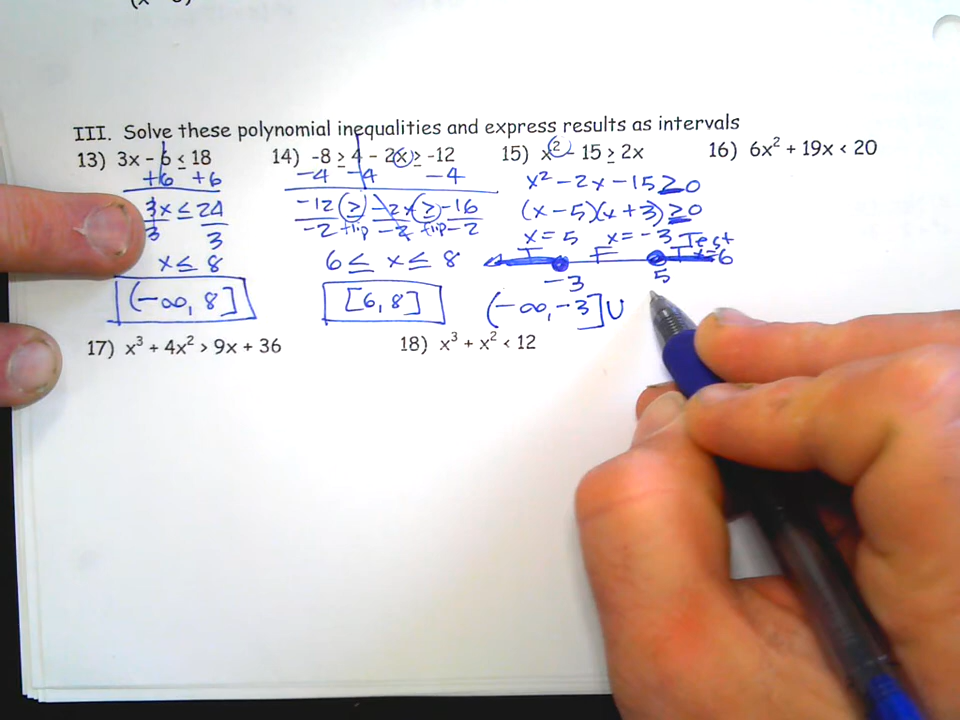 III. Solve these polynomial inequalities and express results as intervals
13) 3x - 6 ≤ 18
+6 +6
3x ≤ 24
3 3
x ≤ 8
(-∞, 8]
14) -8 ≥ 4 - 2x ≥ -12
-4 -4 -4
-12 ≥ -2x ≥ -16
-2 flip -2 flip -2
6 ≤ x ≤ 8
[6, 8]
15) x² - 15 ≥ 2x
x² - 2x - 15 ≥ 0
(x - 5)(x + 3) ≥ 0
x = 5 x = -3 Test
T F T x=6
-3 5
(-∞, -3] U
16) 6x² + 19x < 20
17) x³ + 4x² > 9x + 36
18) x³ + x² < 12